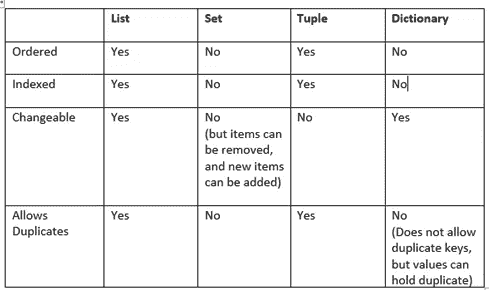 List Set Tuple Dictionary
Ordered Yes No Yes No
Indexed Yes No Yes No
Changeable Yes No No Yes
(but items can
be removed,
and new items
can be added)
Allows Yes No Yes No
Duplicates (Does not allow
duplicate keys,
but values can
hold duplicate)